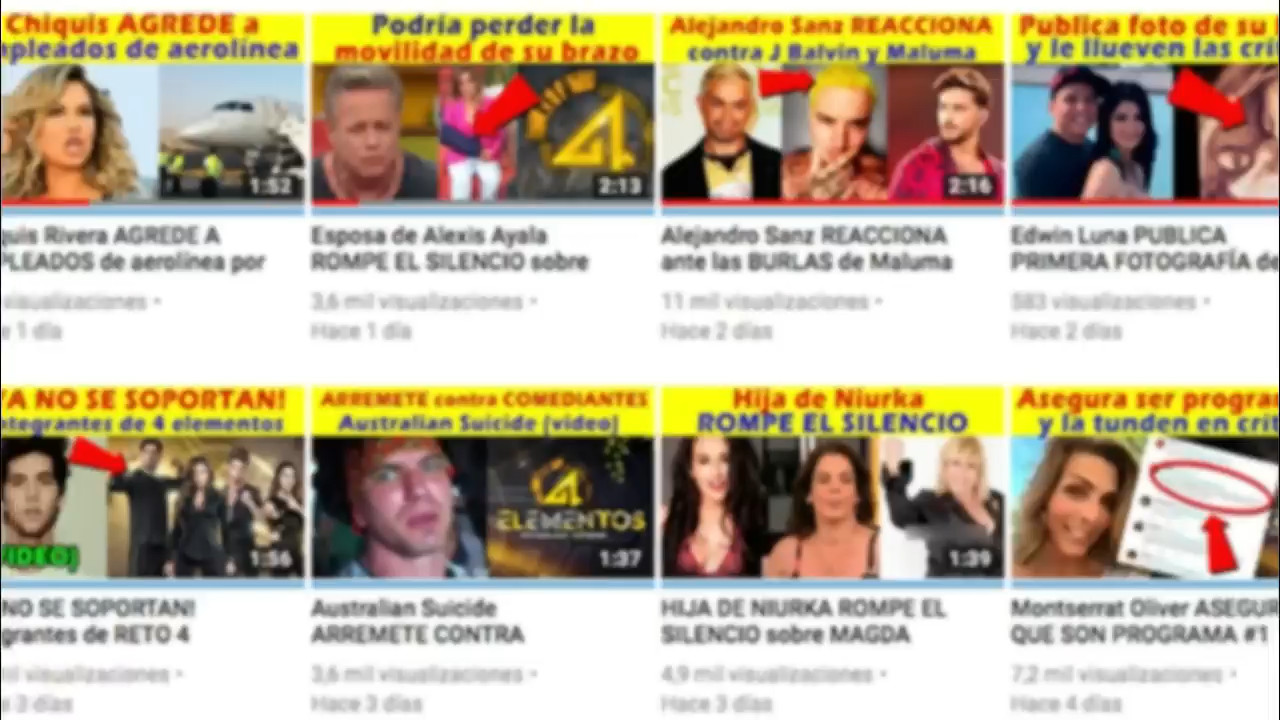 Chiquis AGREDE a
pleados de aerolínea
1:52
quis Rivera AGREDE A
PLEADOS de aerolínea por
visualizaciones •
e 1 día
Podría perder la
movilidad de su brazo
4
2:13
Esposa de Alexis Ayala
ROMPE EL SILENCIO sobre
3,6 mil visualizaciones •
Hace 1 día
Alejandro Sanz REACCIONA
contra J Balvin y Maluma
2:16
Alejandro Sanz REACCIONA
ante las BURLAS de Maluma
11 mil visualizaciones •
Hace 2 días
Publica foto de su
y le llueven las crí
Edwin Luna PUBLICA
PRIMERA FOTOGRAFÍA de
583 visualizaciones •
Hace 2 días
YA NO SE SOPORTAN!
ntegrantes de 4 elementos
VIDEO)
1:56
NO SE SOPORTAN!
grantes de RETO 4
mil visualizaciones •
e 3 días
ARREMETE contra COMEDIANTES
Australian Suicide (video)
4
ELEMENTOS
1:37
Australian Suicide
ARREMETE CONTRA
3,6 mil visualizaciones •
Hace 3 días
Hija de Niurka
ROMPE EL SILENCIO
1:39
HIJA DE NIURKA ROMPE EL
SILENCIO sobre MAGDA
4,9 mil visualizaciones •
Hace 3 días
Asegura ser progra
y la tunden en crít
Montserrat Oliver ASEGUR
QUE SON PROGRAMA #1
7,2 mil visualizaciones •
Hace 4 días